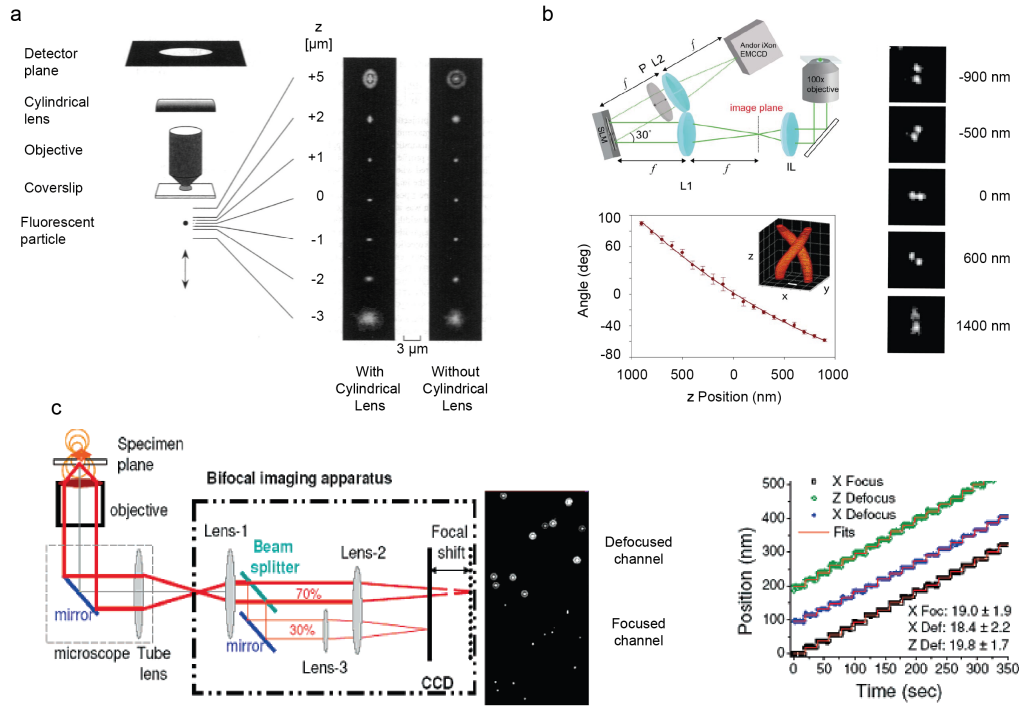 a
z
[µm]
Detector
plane
Cylindrical
lens
Objective
Coverslip
Fluorescent
particle
+5
+2
+1
0
-1
-2
-3
3 µm
With
Cylindrical
Lens
Without
Cylindrical
Lens
b
Andor iXon
EMCCD
f
P
L2
f
SLM
30°
image plane
100x
objective
f
f
L1
IL
-900 nm
-500 nm
0 nm
600 nm
1400 nm
Angle (deg)
100
60
0
-40
-80
1000
500
0
500
1000
z Position (nm)
z
x
y
c
Specimen
plane
objective
mirror
microscope
Tube
lens
Bifocal imaging apparatus
Lens-1
Beam
splitter
Lens-2
Focal
shift
70%
30%
mirror
Lens-3
CCD
Defocused
channel
Focused
channel
Position (nm)
500
400
300
200
100
0
X Focus
Z Defocus
X Defocus
Fits
X Foc: 19.0 ± 1.9
X Def: 18.4 ± 2.2
Z Def: 19.8 ± 1.7
0 50 100 150 200 250 300 350
Time (sec)